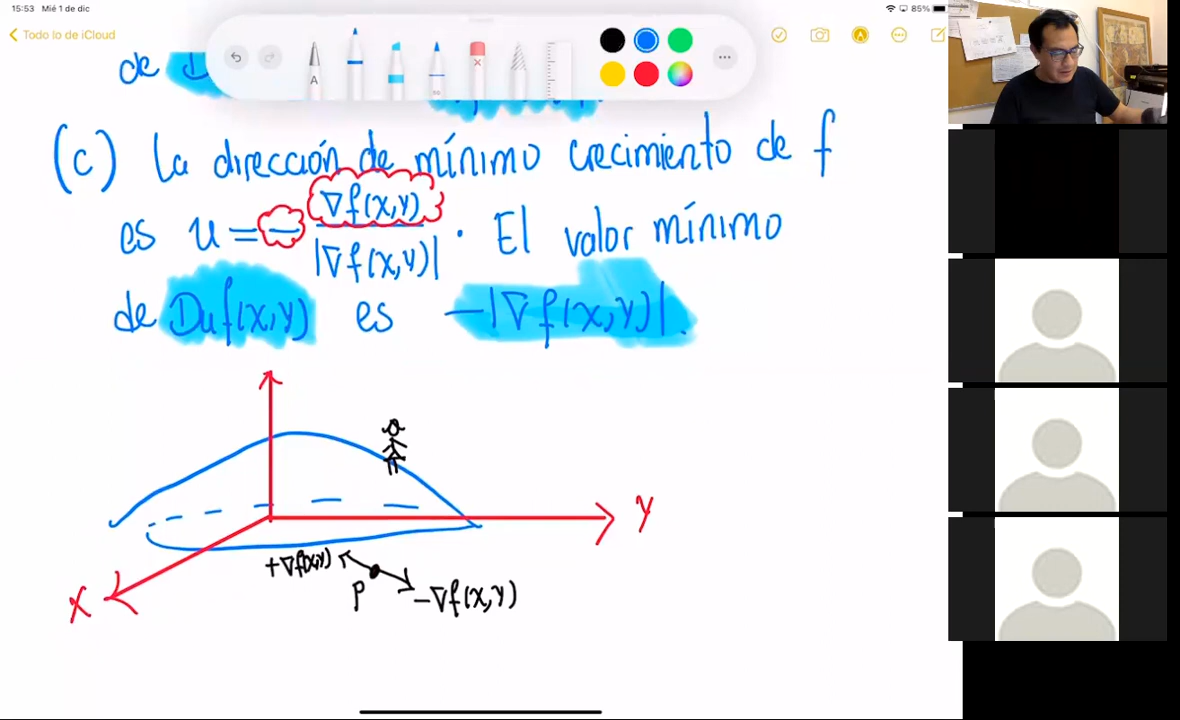 15:53 Mié 1 de dic
85%
Todo lo de iCloud
A
de D
(c) La dirección de mínimo crecimiento de f
es u = - ∇f(x,y) / |∇f(x,y)| . El valor mínimo
de Duf(x,y) es -|∇f(x,y)|.
y
+∇f(x,y)
P
-∇f(x,y)
x